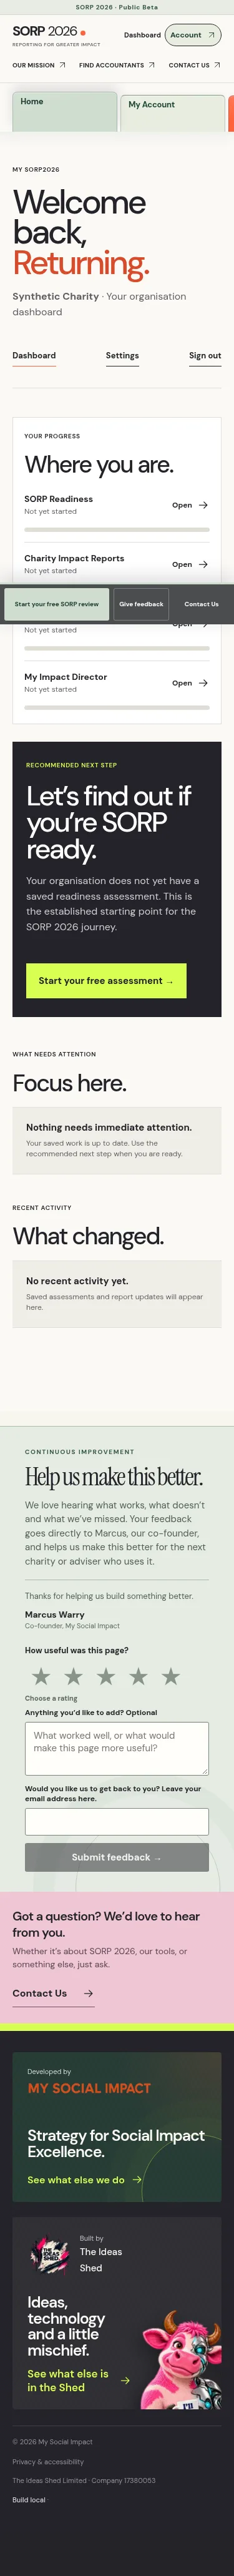 SORP 2026 · Public Beta
SORP 2026
REPORTING FOR GREATER IMPACT
Dashboard
Account
OUR MISSION
FIND ACCOUNTANTS
CONTACT US
Home
My Account
MY SORP2026
Welcome
back,
Returning.
Synthetic Charity · Your organisation
dashboard
Dashboard
Settings
Sign out
YOUR PROGRESS
Where you are.
SORP Readiness
Not yet started
Open
Charity Impact Reports
Not yet started
Open
Start your free SORP review
Give feedback
Contact Us
Not yet started
My Impact Director
Not yet started
Open
RECOMMENDED NEXT STEP
Let’s find out if
you’re SORP
ready.
Your organisation does not yet have a
saved readiness assessment. This is
the established starting point for the
SORP 2026 journey.
Start your free assessment →
WHAT NEEDS ATTENTION
Focus here.
Nothing needs immediate attention.
Your saved work is up to date. Use the
recommended next step when you are ready.
RECENT ACTIVITY
What changed.
No recent activity yet.
Saved assessments and report updates will appear
here.
CONTINUOUS IMPROVEMENT
Help us make this better.
We love hearing what works, what doesn’t
and what we’ve missed. Your feedback
goes directly to Marcus, our co-founder,
and helps us make this better for the next
charity or adviser who uses it.
Thanks for helping us build something better.
Marcus Warry
Co-founder, My Social Impact
How useful was this page?
Choose a rating
Anything you’d like to add? Optional
What worked well, or what would
make this page more useful?
Would you like us to get back to you? Leave your
email address here.
Submit feedback →
Got a question? We’d love to hear
from you.
Whether it’s about SORP 2026, our tools, or
something else, just ask.
Contact Us
Developed by
MY SOCIAL IMPACT
Strategy for Social Impact
Excellence.
See what else we do
THE IDEAS SHED
Built by
The Ideas
Shed
Ideas,
technology
and a little
mischief.
See what else is
in the Shed
© 2026 My Social Impact
Privacy & accessibility
The Ideas Shed Limited · Company 17380053
Build local